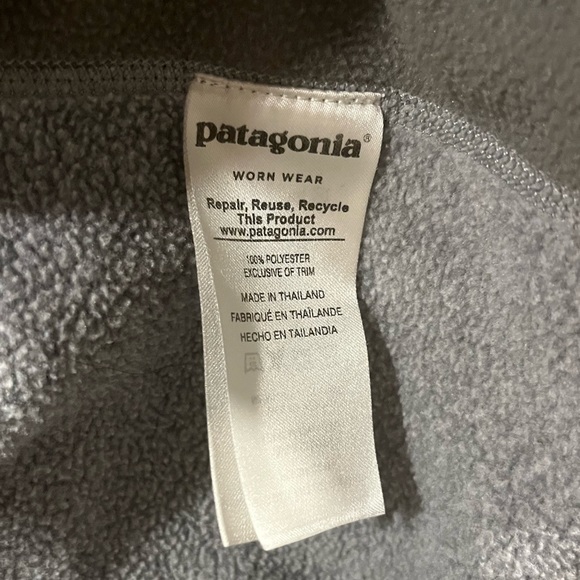 patagonia®
WORN WEAR
Repair, Reuse, Recycle
This Product
www.patagonia.com
100% POLYESTER
EXCLUSIVE OF TRIM
MADE IN THAILAND
FABRIQUÉ EN THAÏLANDE
HECHO EN TAILANDIA